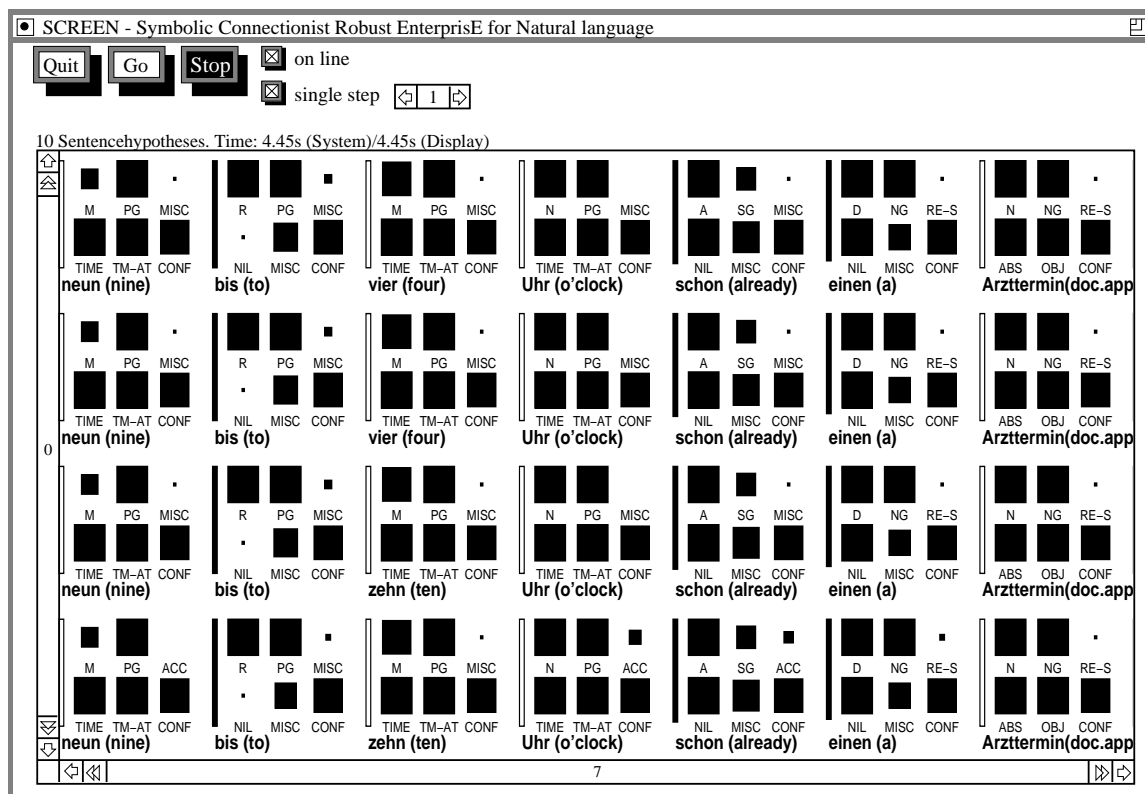 SCREEN - Symbolic Connectionist Robust EnterprisE for Natural language
Quit Go Stop on line
single step 1
10 Sentencehypotheses. Time: 4.45s (System)/4.45s (Display)
M PG MISC R PG MISC M PG MISC N PG MISC A SG MISC D NG RE–S N NG RE–S
TIME TM–AT CONF NIL MISC CONF TIME TM–AT CONF TIME TM–AT CONF NIL MISC CONF NIL MISC CONF ABS OBJ CONF
neun (nine) bis (to) vier (four) Uhr (o'clock) schon (already) einen (a) Arzttermin(doc.app
M PG MISC R PG MISC M PG MISC N PG MISC A SG MISC D NG RE–S N NG RE–S
TIME TM–AT CONF NIL MISC CONF TIME TM–AT CONF TIME TM–AT CONF NIL MISC CONF NIL MISC CONF ABS OBJ CONF
neun (nine) bis (to) vier (four) Uhr (o'clock) schon (already) einen (a) Arzttermin(doc.app
0
M PG MISC R PG MISC M PG MISC N PG MISC A SG MISC D NG RE–S N NG RE–S
TIME TM–AT CONF NIL MISC CONF TIME TM–AT CONF TIME TM–AT CONF NIL MISC CONF NIL MISC CONF ABS OBJ CONF
neun (nine) bis (to) zehn (ten) Uhr (o'clock) schon (already) einen (a) Arzttermin(doc.app
M PG ACC R PG MISC M PG MISC N PG ACC A SG ACC D NG RE–S N NG RE–S
TIME TM–AT CONF NIL MISC CONF TIME TM–AT CONF TIME TM–AT CONF NIL MISC CONF NIL MISC CONF ABS OBJ CONF
neun (nine) bis (to) zehn (ten) Uhr (o'clock) schon (already) einen (a) Arzttermin(doc.app
7